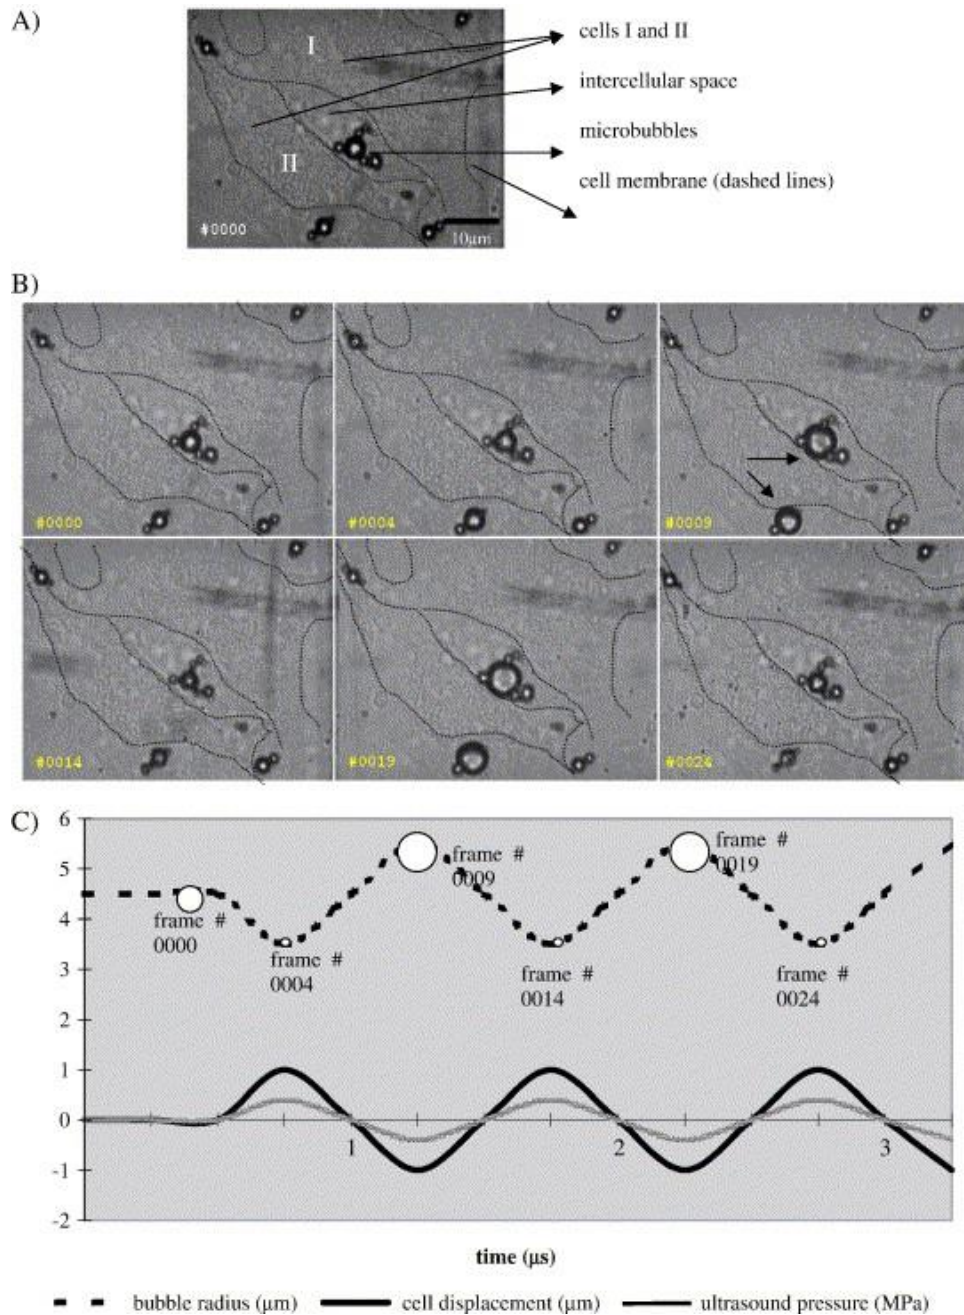 A)
I
cells I and II
intercellular space
microbubbles
II
cell membrane (dashed lines)
#0000
10μm
B)
#0000
#0004
#0009
#0014
#0019
#0024
C)
6
5
4
3
2
1
0
-1
-2
frame #
0000
frame #
0004
frame #
0009
frame #
0014
frame #
0019
frame #
0024
1
2
3
time (μs)
bubble radius (μm)
cell displacement (μm)
ultrasound pressure (MPa)